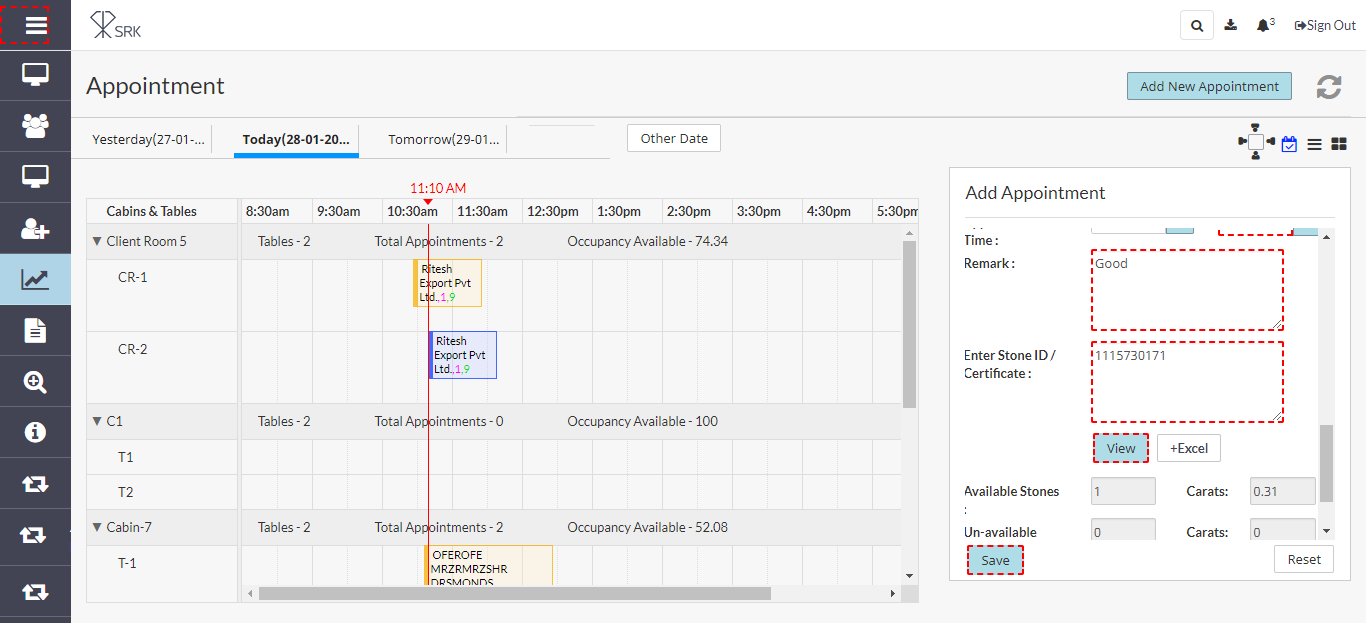 SRK
3
Sign Out
Appointment
Add New Appointment
Yesterday(27-01-...
Today(28-01-20...
Tomorrow(29-01...
Other Date
11:10 AM
Cabins & Tables
8:30am 9:30am 10:30am 11:30am 12:30pm 1:30pm 2:30pm 3:30pm 4:30pm 5:30pm
Client Room 5 Tables - 2 Total Appointments - 2 Occupancy Available - 74.34
CR-1
Ritesh
Export Pvt
Ltd.,1,9
CR-2
Ritesh
Export Pvt
Ltd.,1,9
C1 Tables - 2 Total Appointments - 0 Occupancy Available - 100
T1
T2
Cabin-7 Tables - 2 Total Appointments - 2 Occupancy Available - 52.08
T-1
OFEROFE
MRZRMRZSHR
DRSMONDS
Add Appointment
Time :
Remark :
Good
Enter Stone ID /
Certificate :
1115730171
View +Excel
Available Stones
:
1 Carats: 0.31
Un-available 0 Carats: 0
Save Reset